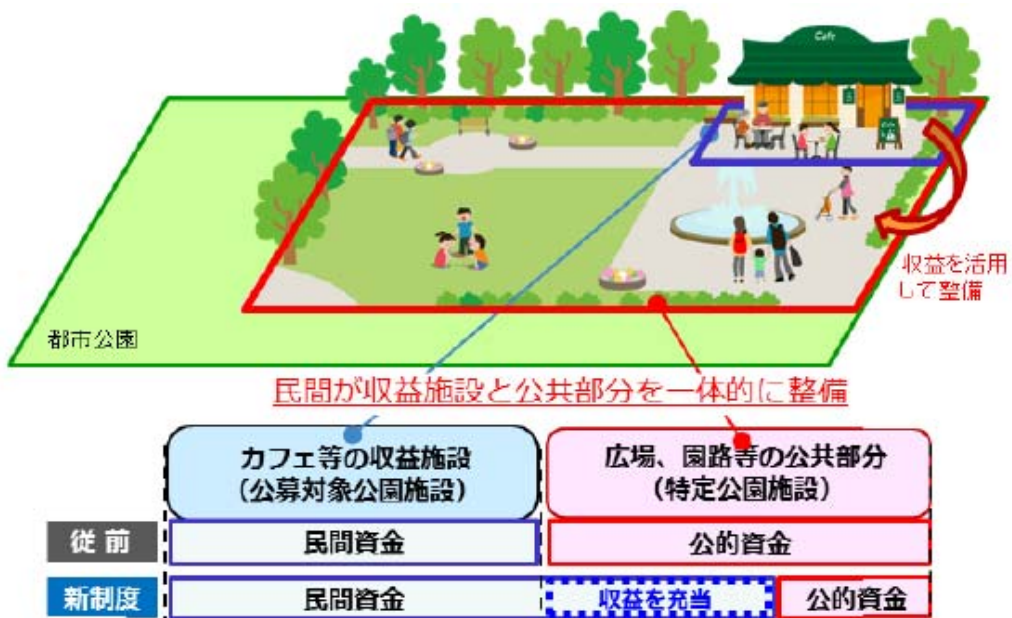 Cafe
収益を活用
して整備
都市公園
民間が収益施設と公共部分を一体的に整備
カフェ等の収益施設
（公募対象公園施設）
広場、園路等の公共部分
（特定公園施設）
従前
民間資金
公的資金
新制度
民間資金
収益を充当
公的資金